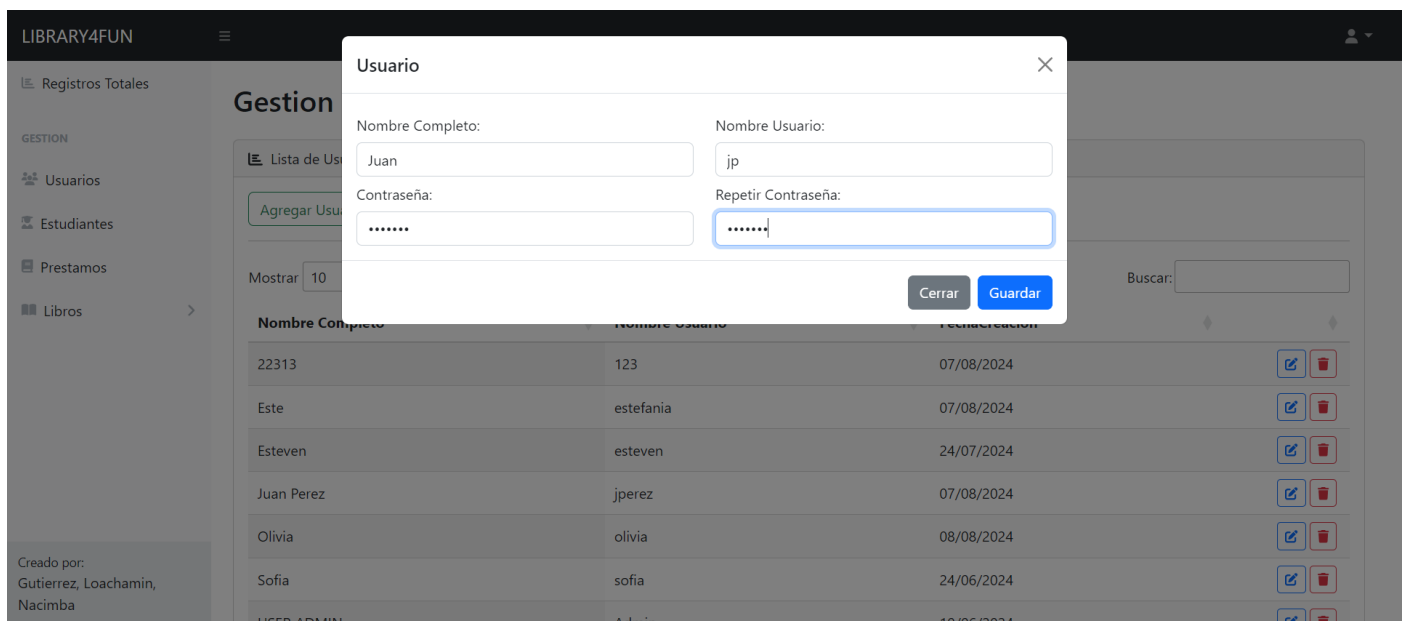 LIBRARY4FUN
Registros Totales
GESTION
Usuarios
Estudiantes
Prestamos
Libros
Creado por:
Gutierrez, Loachamin,
Nacimba
Gestion
Lista de Us
Agregar Usu
Mostrar 10
Buscar:
Usuario
Nombre Completo:
Nombre Usuario:
Juan
jp
Contraseña:
Repetir Contraseña:
•••••••
•••••••
Cerrar
Guardar
Nombre Completo Nombre Usuario FechaCreacion
22313 123 07/08/2024
Este estefania 07/08/2024
Esteven esteven 24/07/2024
Juan Perez jperez 07/08/2024
Olivia olivia 08/08/2024
Sofia sofia 24/06/2024
USER ADMIN